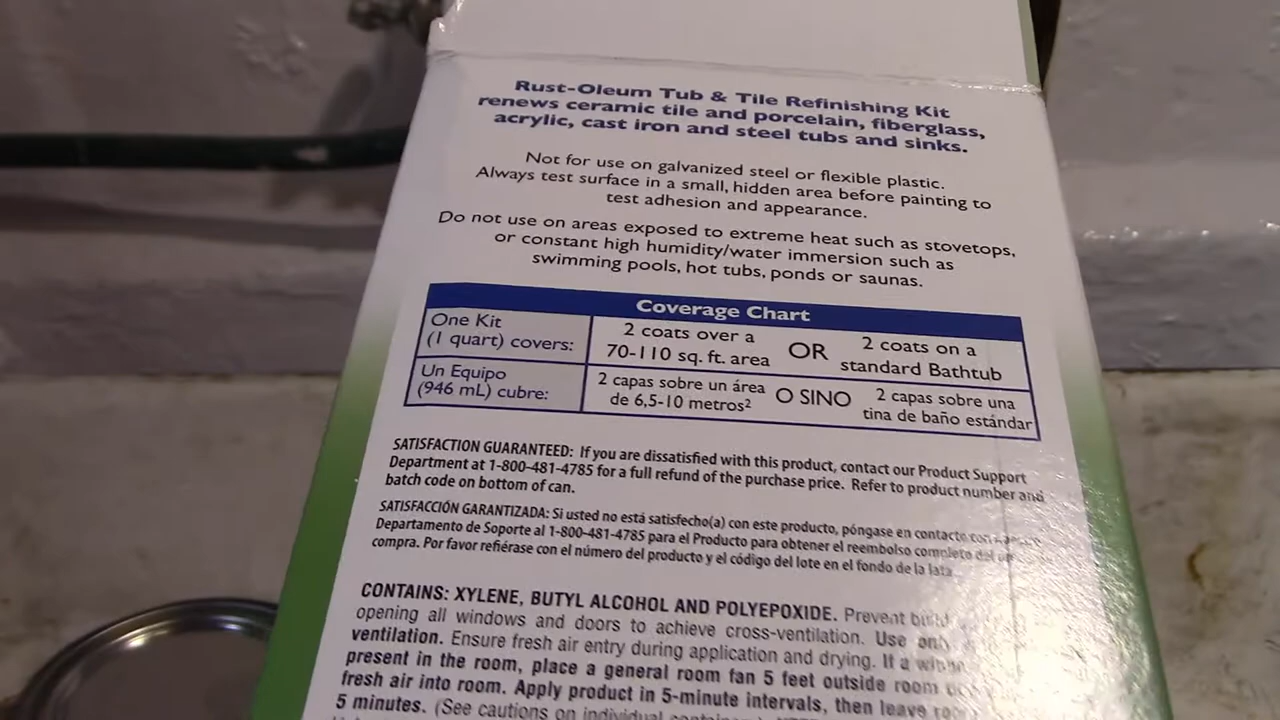 Rust-Oleum Tub & Tile Refinishing Kit
renews ceramic tile and porcelain, fiberglass,
acrylic, cast iron and steel tubs and sinks.
Not for use on galvanized steel or flexible plastic.
Always test surface in a small, hidden area before painting to
test adhesion and appearance.
Do not use on areas exposed to extreme heat such as stovetops,
or constant high humidity/water immersion such as
swimming pools, hot tubs, ponds or saunas.
Coverage Chart
One Kit
(1 quart) covers:
2 coats over a
70-110 sq. ft. area
OR
2 coats on a
standard Bathtub
Un Equipo
(946 mL) cubre:
2 capas sobre un área
de 6,5-10 metros²
O SINO
2 capas sobre una
tina de baño estándar
SATISFACTION GUARANTEED: If you are dissatisfied with this product, contact our Product Support
Department at 1-800-481-4785 for a full refund of the purchase price. Refer to product number and
batch code on bottom of can.
SATISFACCIÓN GARANTIZADA: Si usted no está satisfecho(a) con este producto, póngase en contacto con
Departamento de Soporte al 1-800-481-4785 para el Producto para obtener el reembolso completo del
compra. Por favor refiérase con el número del producto y el código del lote en el fondo de la lata.
CONTAINS: XYLENE, BUTYL ALCOHOL AND POLYEPOXIDE. Prevent
opening all windows and doors to achieve cross-ventilation. Use only
ventilation. Ensure fresh air entry during application and drying. If a
present in the room, place a general room fan 5 feet outside room
fresh air into room. Apply product in 5-minute intervals, then leave
5 minutes. (See cautions on individual